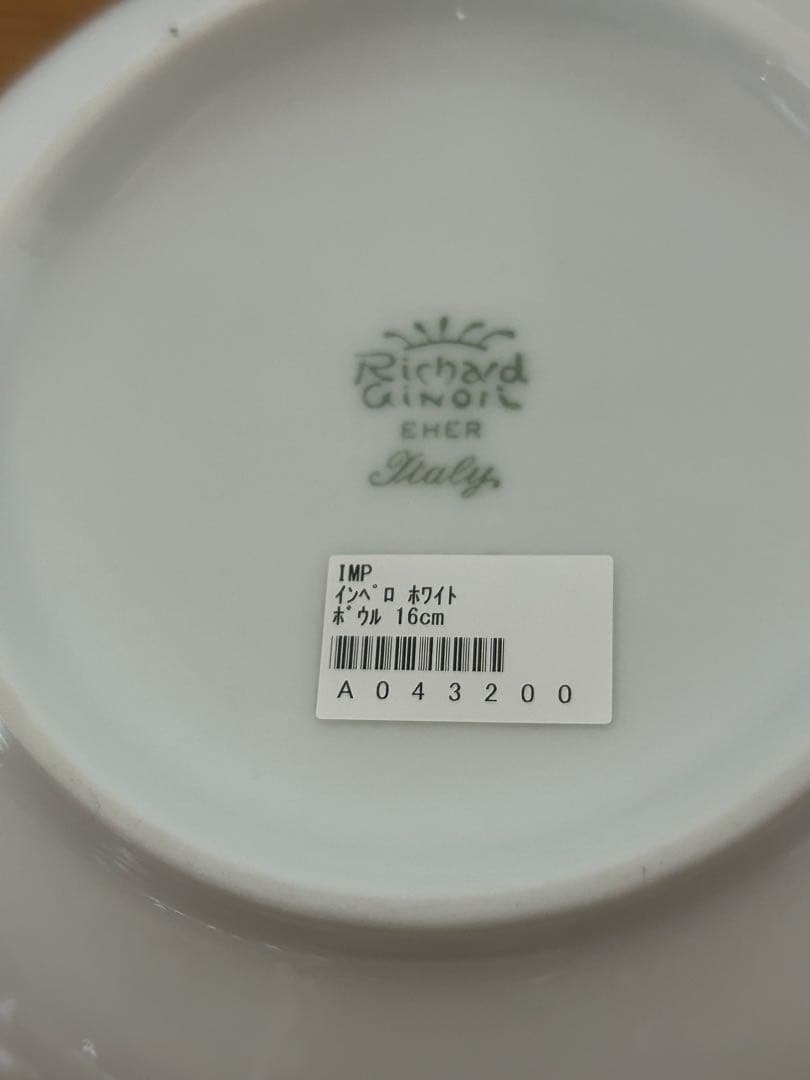 Richard
GINORI
EHER
Italy
IMP
ｲﾝﾍﾟﾛ ﾎﾜｲﾄ
ﾎﾞｳﾙ 16cm
A043200